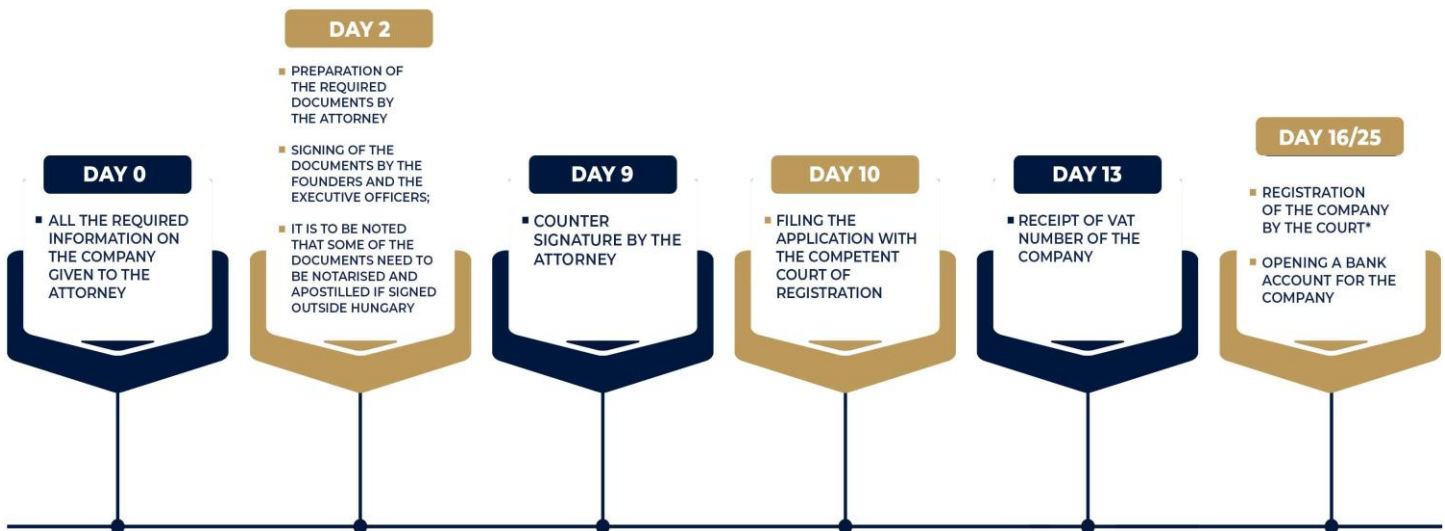 DAY 0
▪ ALL THE REQUIRED
INFORMATION ON
THE COMPANY
GIVEN TO THE
ATTORNEY
DAY 2
▪ PREPARATION OF
THE REQUIRED
DOCUMENTS BY
THE ATTORNEY
▪ SIGNING OF THE
DOCUMENTS BY THE
FOUNDERS AND THE
EXECUTIVE OFFICERS;
▪ IT IS TO BE NOTED
THAT SOME OF THE
DOCUMENTS NEED TO
BE NOTARISED AND
APOSTILLED IF SIGNED
OUTSIDE HUNGARY
DAY 9
▪ COUNTER
SIGNATURE BY THE
ATTORNEY
DAY 10
▪ FILING THE
APPLICATION WITH
THE COMPETENT
COURT OF
REGISTRATION
DAY 13
▪ RECEIPT OF VAT
NUMBER OF THE
COMPANY
DAY 16/25
▪ REGISTRATION
OF THE COMPANY
BY THE COURT*
▪ OPENING A BANK
ACCOUNT FOR THE
COMPANY